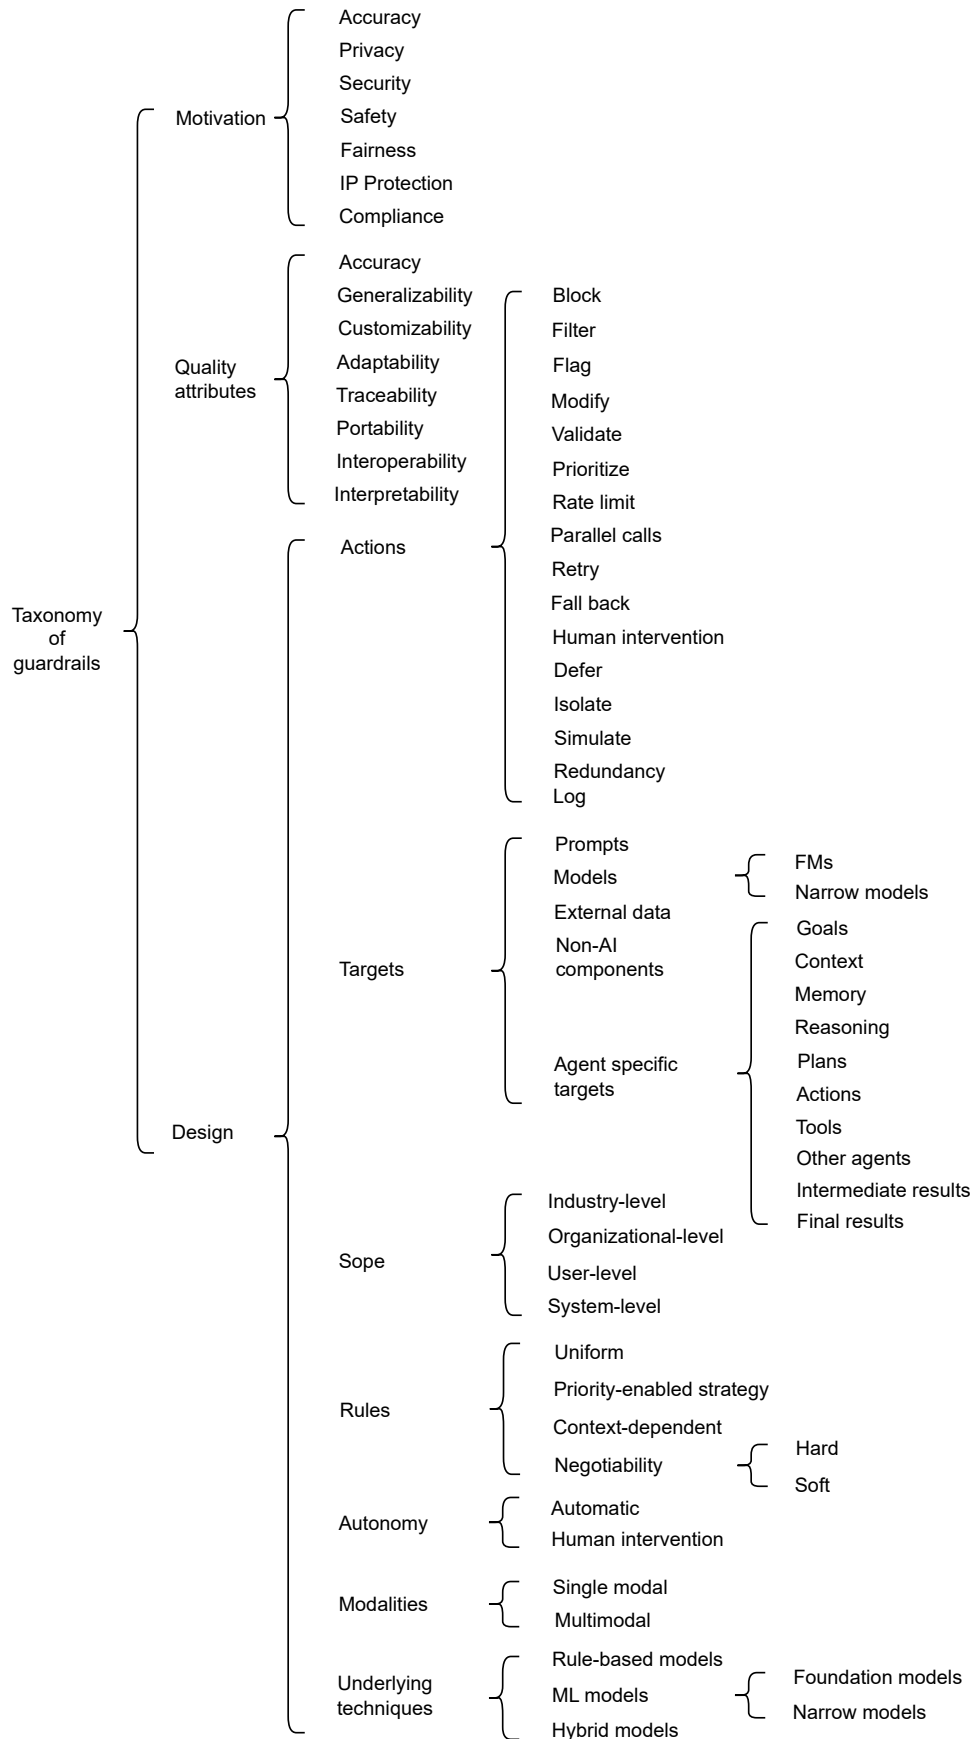 Taxonomy
of
guardrails
Motivation
Accuracy
Privacy
Security
Safety
Fairness
IP Protection
Compliance
Quality
attributes
Accuracy
Generalizability
Customizability
Adaptability
Traceability
Portability
Interoperability
Interpretability
Design
Actions
Block
Filter
Flag
Modify
Validate
Prioritize
Rate limit
Parallel calls
Retry
Fall back
Human intervention
Defer
Isolate
Simulate
Redundancy
Log
Targets
Prompts
Models
FMs
Narrow models
External data
Non-AI
components
Agent specific
targets
Goals
Context
Memory
Reasoning
Plans
Actions
Tools
Other agents
Intermediate results
Final results
Sope
Industry-level
Organizational-level
User-level
System-level
Rules
Uniform
Priority-enabled strategy
Context-dependent
Negotiability
Hard
Soft
Autonomy
Automatic
Human intervention
Modalities
Single modal
Multimodal
Underlying
techniques
Rule-based models
ML models
Foundation models
Narrow models
Hybrid models